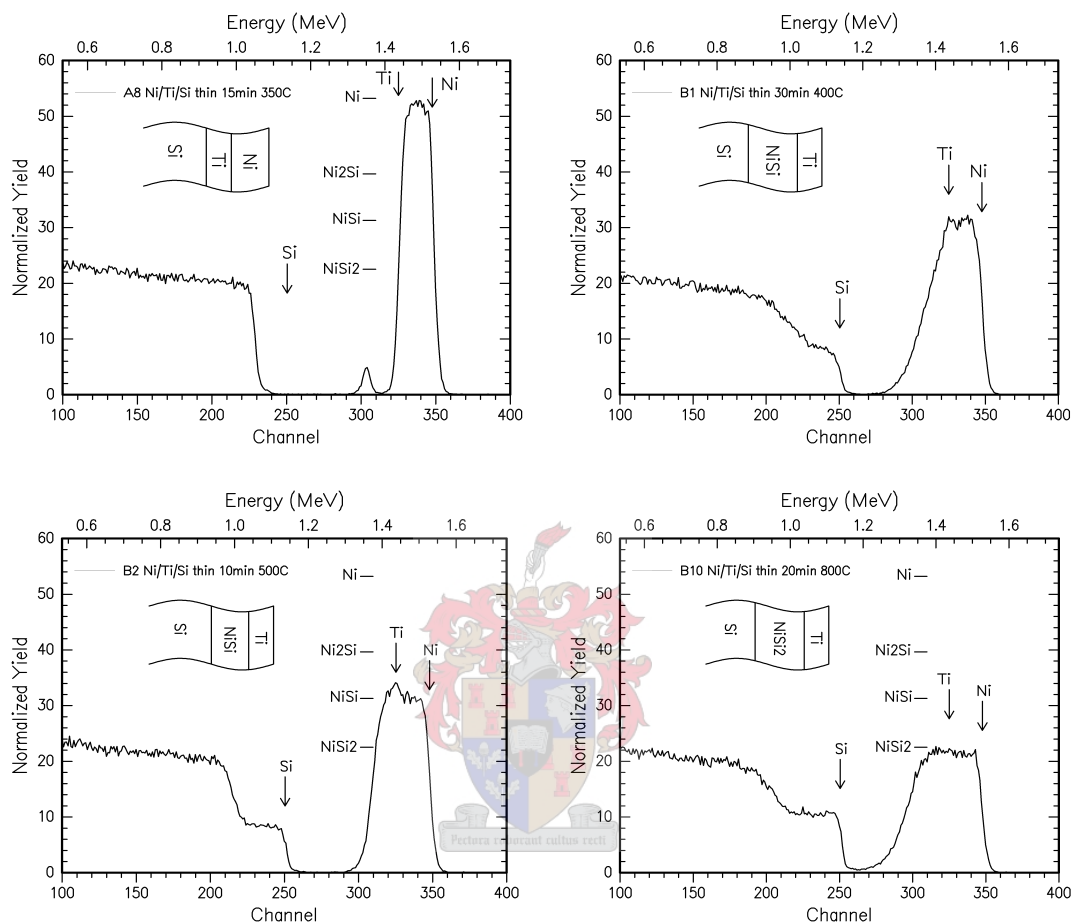 Energy (MeV)
0.6 0.8 1.0 1.2 1.4 1.6
60
50
40
30
20
10
0
Normalized Yield
A8 Ni/Ti/Si thin 15min 350C
Si Ti Ni
Ni
Ni2Si
NiSi
NiSi2
Si
Ti
Ni
100 150 200 250 300 350 400
Channel
Energy (MeV)
0.6 0.8 1.0 1.2 1.4 1.6
60
50
40
30
20
10
0
Normalized Yield
B1 Ni/Ti/Si thin 30min 400C
Si NiSi Ti
Si
Ti
Ni
100 150 200 250 300 350 400
Channel
Energy (MeV)
0.6 0.8 1.0 1.2 1.4 1.6
60
50
40
30
20
10
0
Normalized Yield
B2 Ni/Ti/Si thin 10min 500C
Si NiSi Ti
Ni
Ni2Si
NiSi
NiSi2
Si
Ti
Ni
100 150 200 250 300 350 400
Channel
Energy (MeV)
0.6 0.8 1.0 1.2 1.4 1.6
60
50
40
30
20
10
0
Normalized Yield
B10 Ni/Ti/Si thin 20min 800C
Si NiSi2 Ti
Ni
Ni2Si
NiSi
NiSi2
Si
Ti
Ni
100 150 200 250 300 350 400
Channel
Pectora roborant cultus recti